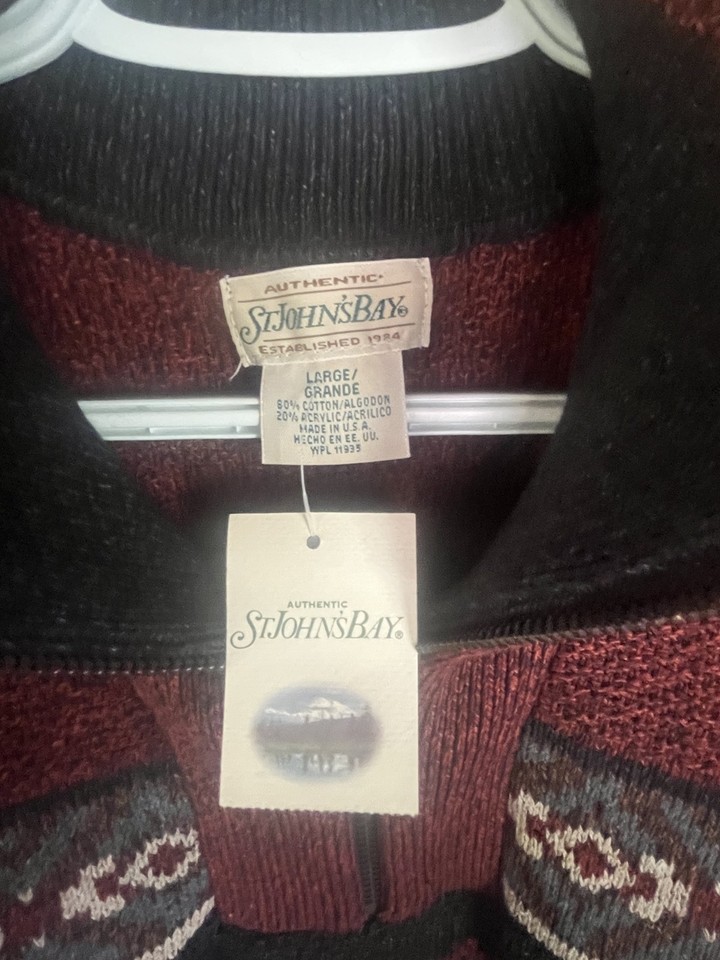 AUTHENTIC
ST.JOHN'SBAY®
ESTABLISHED 1984
LARGE/
GRANDE
80% COTTON/ALGODON
20% ACRYLIC/ACRILICO
MADE IN U.S.A.
HECHO EN EE. UU.
WPL 11935
AUTHENTIC
ST.JOHN'SBAY®